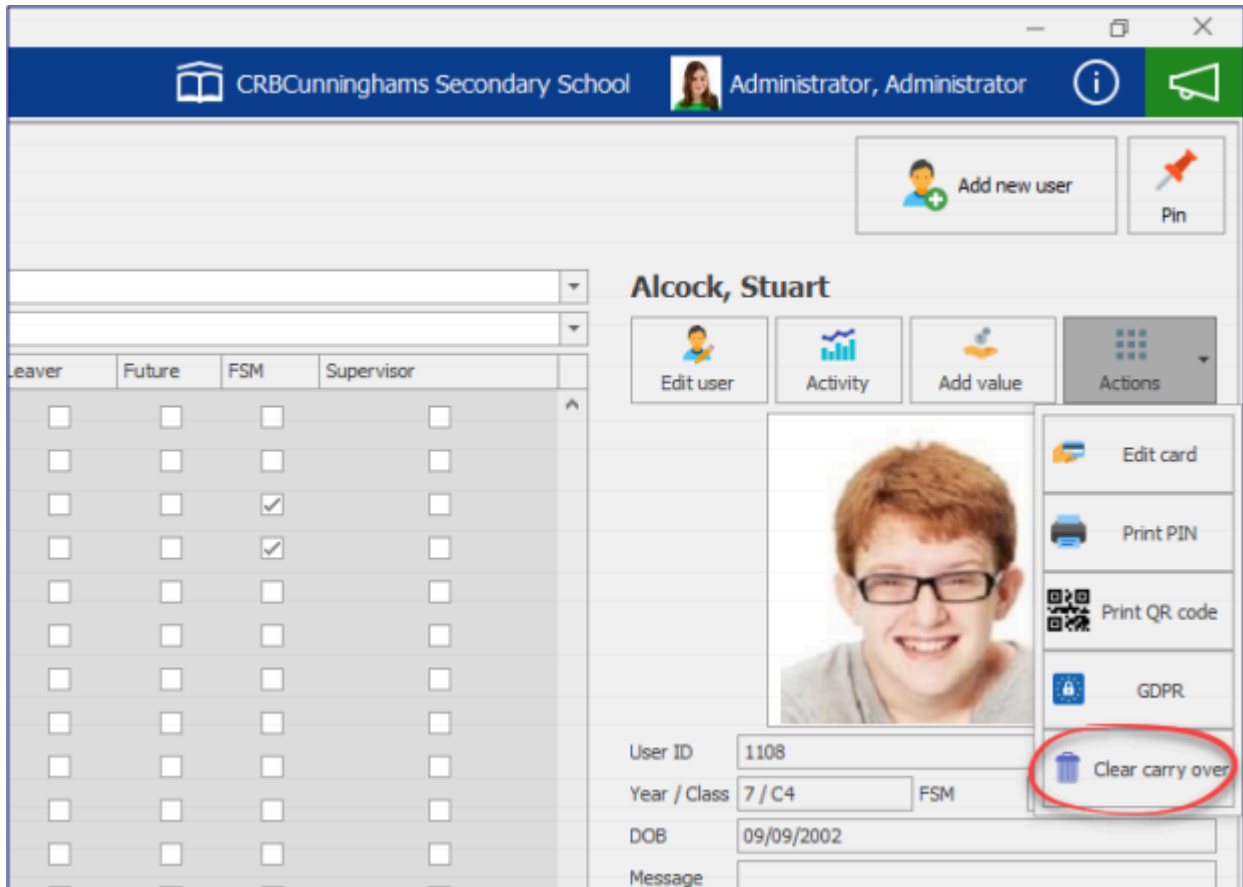 CRBCunninghams Secondary School Administrator, Administrator
Add new user
Pin
Alcock, Stuart
Edit user Activity Add value Actions
Leaver Future FSM Supervisor
Edit card
Print PIN
Print QR code
GDPR
Clear carry over
User ID 1108
Year / Class 7 / C4 FSM
DOB 09/09/2002
Message